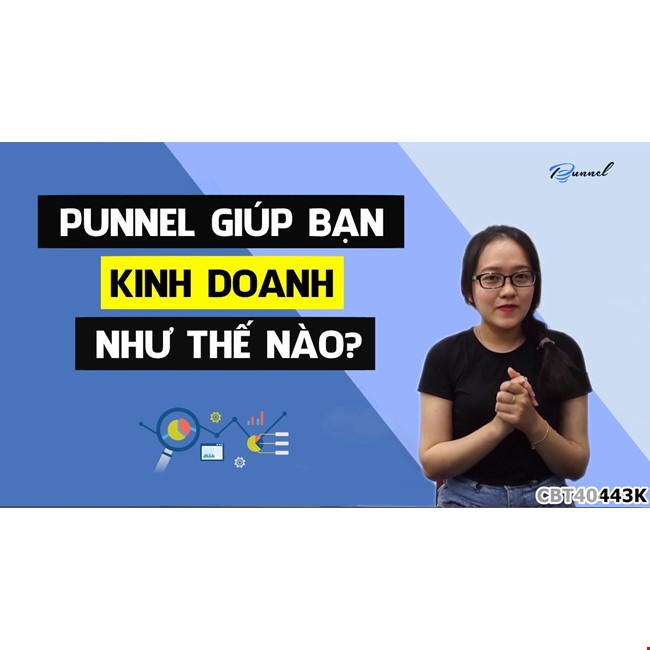 Punnel
PUNNEL GIÚP BẠN
KINH DOANH
NHƯ THẾ NÀO?
CBT40443K